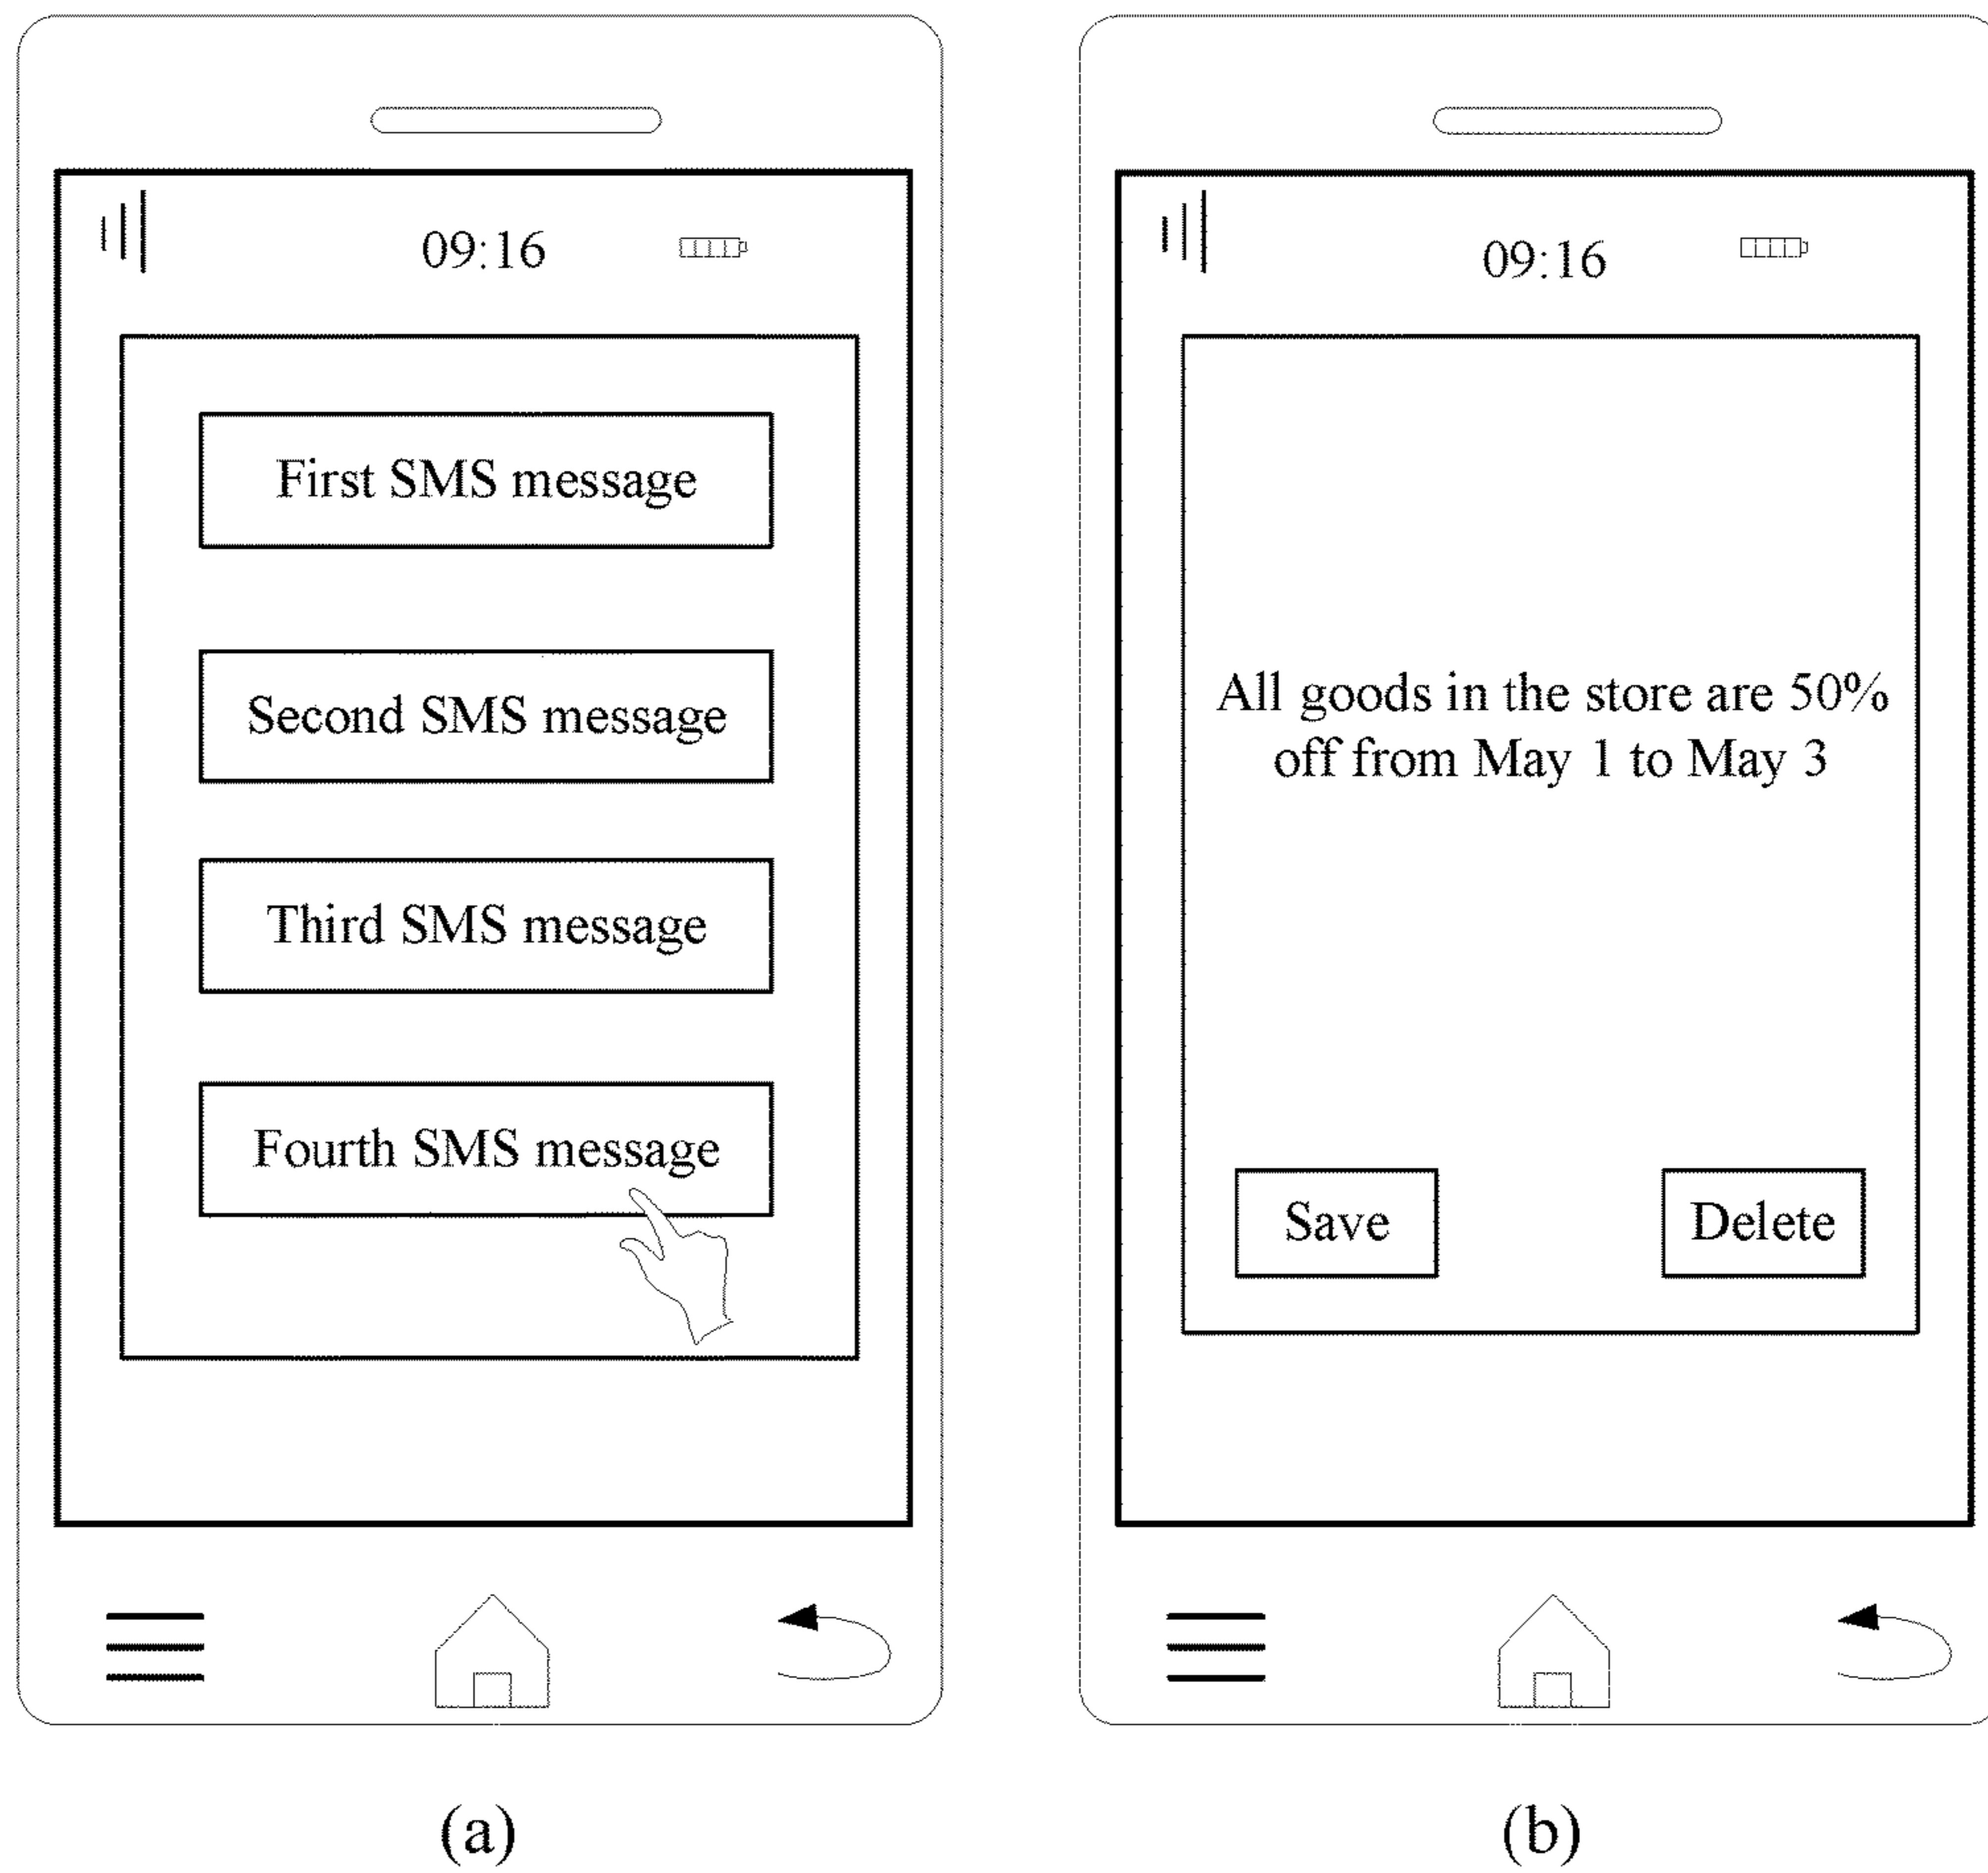 09:16
First SMS message
Second SMS message
Third SMS message
Fourth SMS message
(a)
09:16
All goods in the store are 50%
off from May 1 to May 3
Save
Delete
(b)